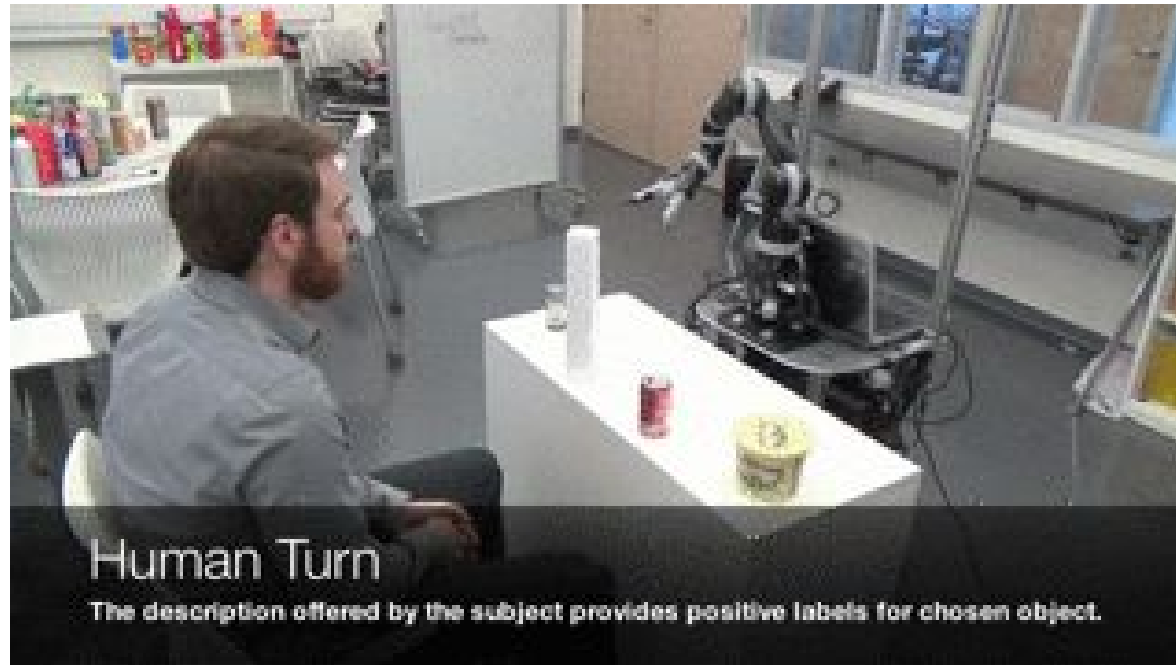 Human Turn
The description offered by the subject provides positive labels for chosen object.